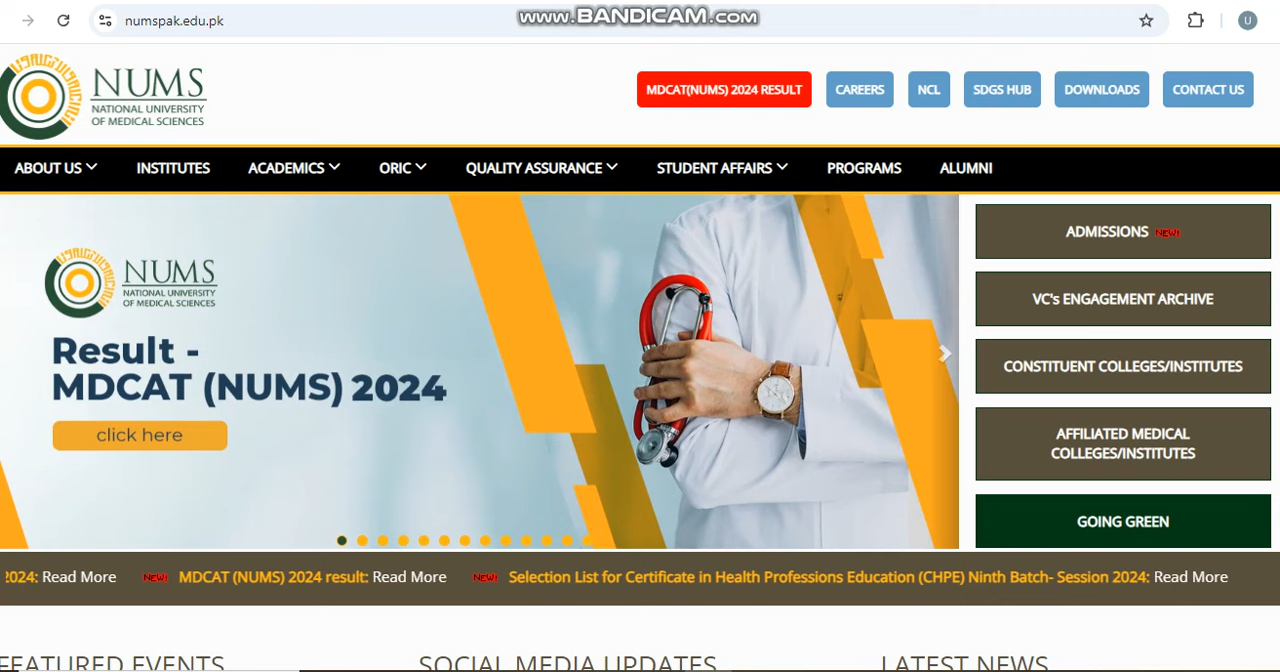 numspak.edu.pk
www.BANDICAM.com
U
NUMS
NATIONAL UNIVERSITY
OF MEDICAL SCIENCES
MDCAT(NUMS) 2024 RESULT
CAREERS
NCL
SDGS HUB
DOWNLOADS
CONTACT US
ABOUT US
INSTITUTES
ACADEMICS
ORIC
QUALITY ASSURANCE
STUDENT AFFAIRS
PROGRAMS
ALUMNI
NUMS
NATIONAL UNIVERSITY
OF MEDICAL SCIENCES
Result -
MDCAT (NUMS) 2024
click here
ADMISSIONS NEW!
VC's ENGAGEMENT ARCHIVE
CONSTITUENT COLLEGES/INSTITUTES
AFFILIATED MEDICAL
COLLEGES/INSTITUTES
GOING GREEN
2024: Read More NEW! MDCAT (NUMS) 2024 result: Read More NEW! Selection List for Certificate in Health Professions Education (CHPE) Ninth Batch- Session 2024: Read More
FEATURED EVENTS
SOCIAL MEDIA UPDATES
LATEST NEWS